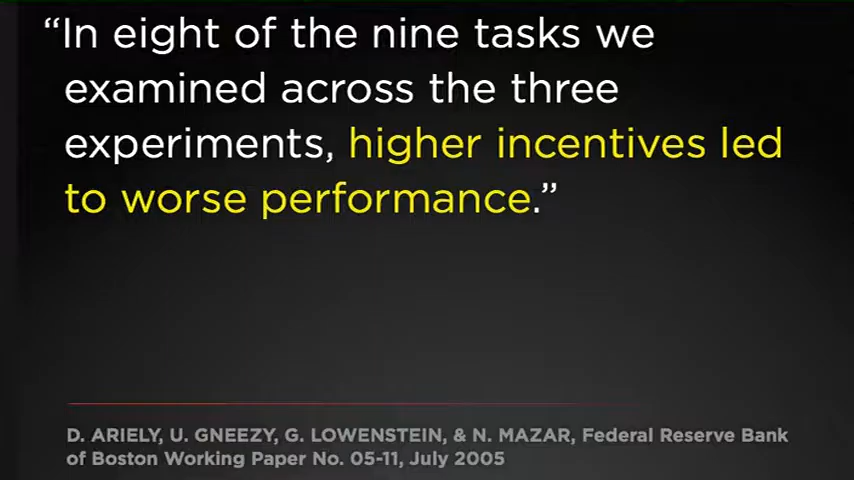 “In eight of the nine tasks we
examined across the three
experiments, higher incentives led
to worse performance.”
D. ARIELY, U. GNEEZY, G. LOWENSTEIN, & N. MAZAR, Federal Reserve Bank
of Boston Working Paper No. 05-11, July 2005